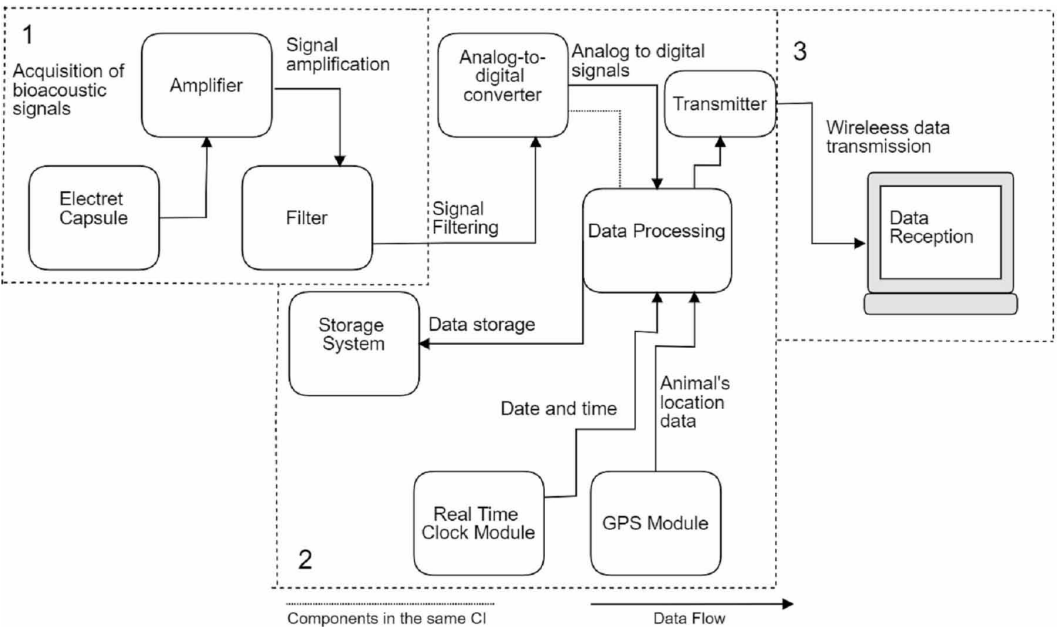 1
Acquisition of
bioacoustic
signals
Amplifier
Signal
amplification
Electret
Capsule
Filter
Signal
Filtering
Analog-to-
digital
converter
Analog to digital
signals
Transmitter
Data Processing
3
Wireleess data
transmission
Data
Reception
Storage
System
Data storage
Date and time
Animal's
location
data
Real Time
Clock Module
GPS Module
2
Components in the same CI
Data Flow